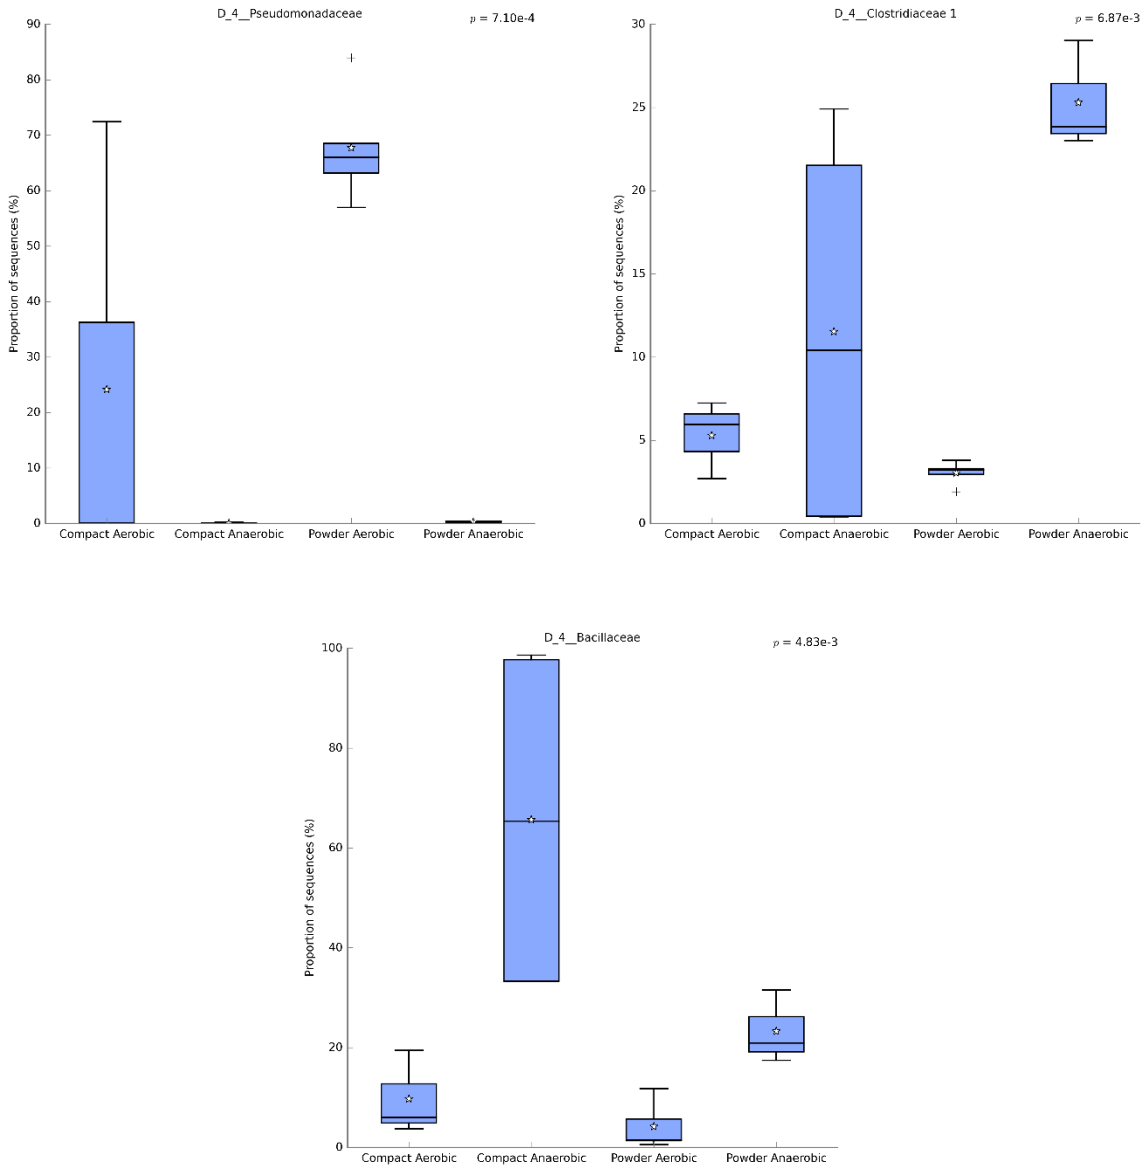 D_4__Pseudomonadaceae
p = 7.10e-4
90
80
70
60
50
40
30
20
10
0
Proportion of sequences (%)
Compact Aerobic
Compact Anaerobic
Powder Aerobic
Powder Anaerobic
D_4__Clostridiaceae 1
p = 6.87e-3
30
25
20
15
10
5
0
Proportion of sequences (%)
Compact Aerobic
Compact Anaerobic
Powder Aerobic
Powder Anaerobic
D_4__Bacillaceae
p = 4.83e-3
100
80
60
40
20
0
Proportion of sequences (%)
Compact Aerobic
Compact Anaerobic
Powder Aerobic
Powder Anaerobic